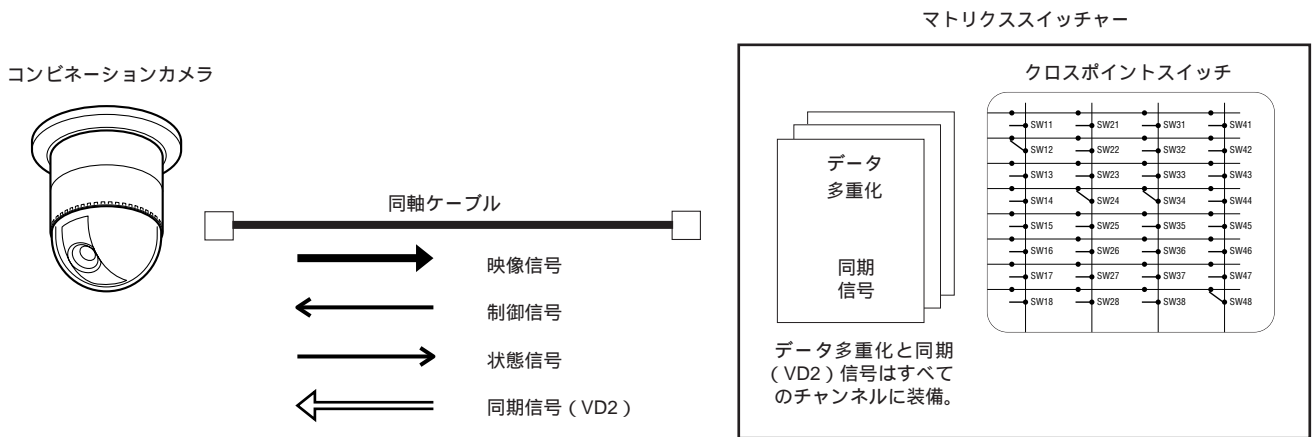 マトリクススイッチャー
コンビネーションカメラ
クロスポイントスイッチ
SW11 SW21 SW31 SW41
SW12 SW22 SW32 SW42
SW13 SW23 SW33 SW43
SW14 SW24 SW34 SW44
SW15 SW25 SW35 SW45
SW16 SW26 SW36 SW46
SW17 SW27 SW37 SW47
SW18 SW28 SW38 SW48
データ
多重化
同期
信号
データ多重化と同期
（VD2）信号はすべて
のチャンネルに装備。
同軸ケーブル
映像信号
制御信号
状態信号
同期信号（VD2）